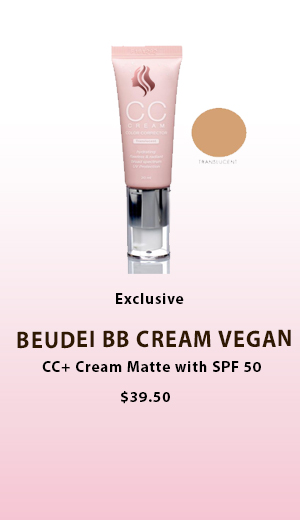 CC
CREAM
TRANSLUCENT
Exclusive
BEUDEI BB CREAM VEGAN
CC+ Cream Matte with SPF 50
$39.50